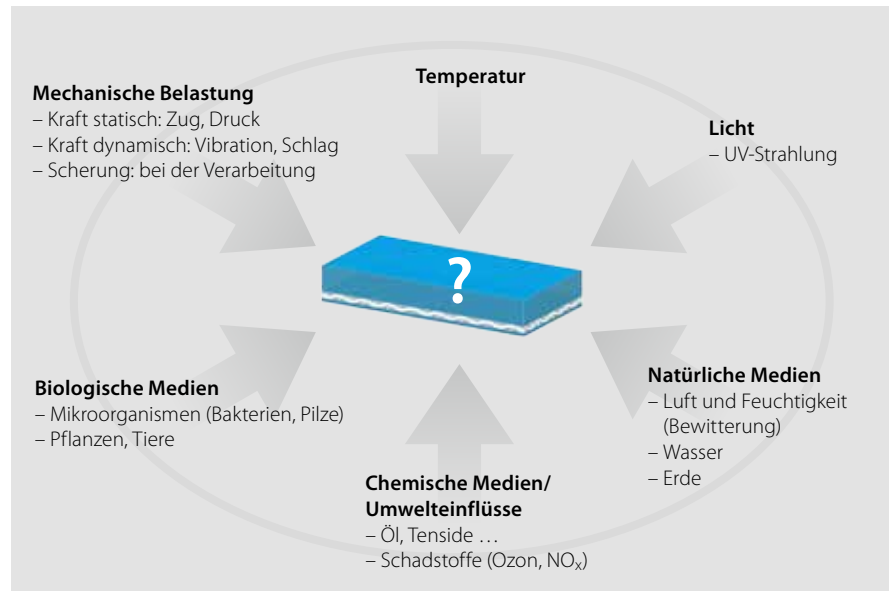 Temperatur
Mechanische Belastung
– Kraft statisch: Zug, Druck
– Kraft dynamisch: Vibration, Schlag
– Scherung: bei der Verarbeitung
Licht
– UV-Strahlung
?
Biologische Medien
– Mikroorganismen (Bakterien, Pilze)
– Pflanzen, Tiere
Natürliche Medien
– Luft und Feuchtigkeit
(Bewitterung)
– Wasser
– Erde
Chemische Medien/
Umwelteinflüsse
– Öl, Tenside …
– Schadstoffe (Ozon, NOₓ)